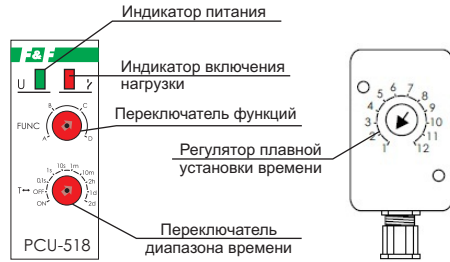 Индикатор питания
F&F
U
Индикатор включения
нагрузки
Переключатель функций
FUNC
A
B
C
D
Регулятор плавной
установки времени
1 2 3 4 5 6 7 8 9 10 11 12
T
ON OFF 0.1s 1s 10s 1m 10m 2h 1d 2d
Переключатель
диапазона времени
PCU-518